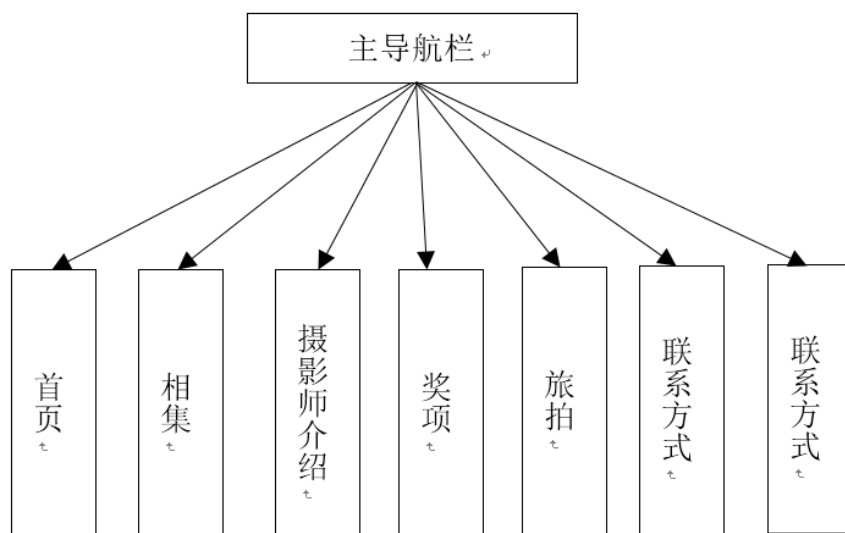 主导航栏
首页
相集
摄影师介绍
奖项
旅拍
联系方式
联系方式